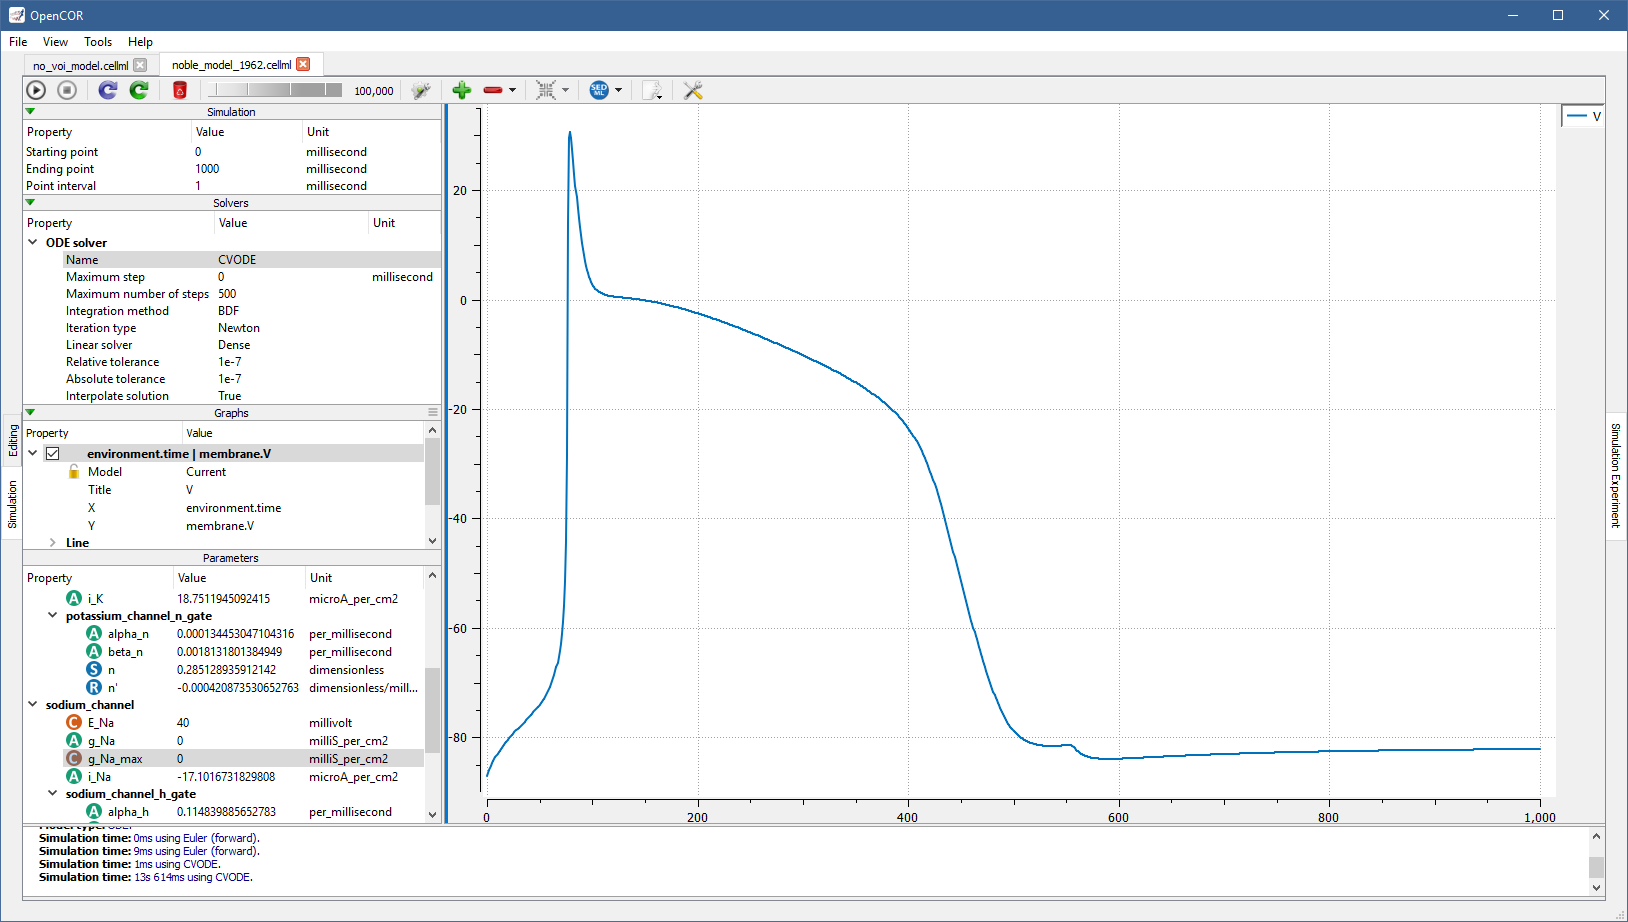 OpenCOR
File View Tools Help
no_voi_model.cellml noble_model_1962.cellml
100,000 SED ML
Simulation
Property Value Unit
Starting point 0 millisecond
Ending point 1000 millisecond
Point interval 1 millisecond
Solvers
Property Value Unit
ODE solver
Name CVODE
Maximum step 0 millisecond
Maximum number of steps 500
Integration method BDF
Iteration type Newton
Linear solver Dense
Relative tolerance 1e-7
Absolute tolerance 1e-7
Interpolate solution True
Graphs
Property Value
environment.time | membrane.V
Model Current
Title V
X environment.time
Y membrane.V
Line
Parameters
Property Value Unit
A i_K 18.7511945092415 microA_per_cm2
potassium_channel_n_gate
A alpha_n 0.000134453047104316 per_millisecond
A beta_n 0.0018131801384949 per_millisecond
S n 0.285128935912142 dimensionless
R n' -0.000420873530652763 dimensionless/mill...
sodium_channel
C E_Na 40 millivolt
A g_Na 0 milliS_per_cm2
C g_Na_max 0 milliS_per_cm2
A i_Na -17.1016731829808 microA_per_cm2
sodium_channel_h_gate
A alpha_h 0.114839885652783 per_millisecond
Editing
Simulation
V
20
0
-20
-40
-60
-80
0 200 400 600 800 1,000
Simulation Experiment
Simulation time: 0ms using Euler (forward).
Simulation time: 9ms using Euler (forward).
Simulation time: 1ms using CVODE.
Simulation time: 13s 614ms using CVODE.